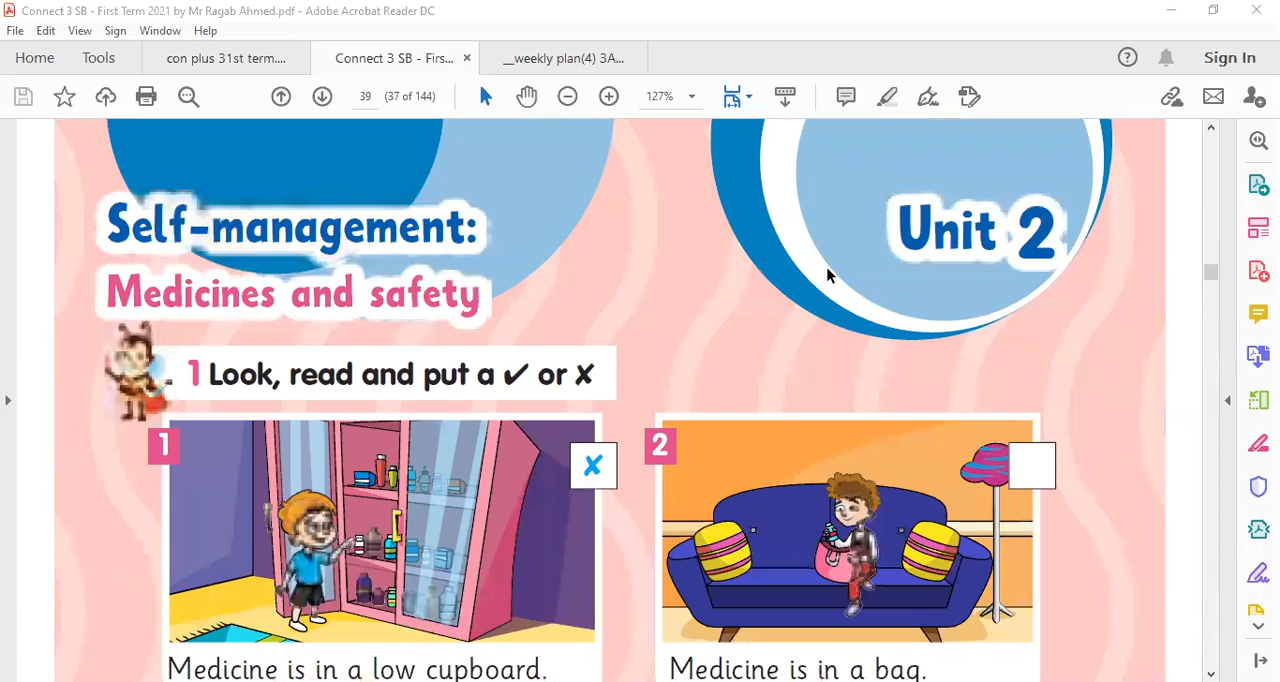 Connect 3 SB - First Term 2021 by Mr Ragab Ahmed.pdf - Adobe Acrobat Reader DC
File Edit View Sign Window Help
Home Tools con plus 31st term.... Connect 3 SB - Firs... × __weekly plan(4) 3A... Sign In
39 (37 of 144) 127%
Self-management:
Unit 2
Medicines and safety
1 Look, read and put a ✔ or ✘
1 ✘
2
Medicine is in a low cupboard.
Medicine is in a bag.